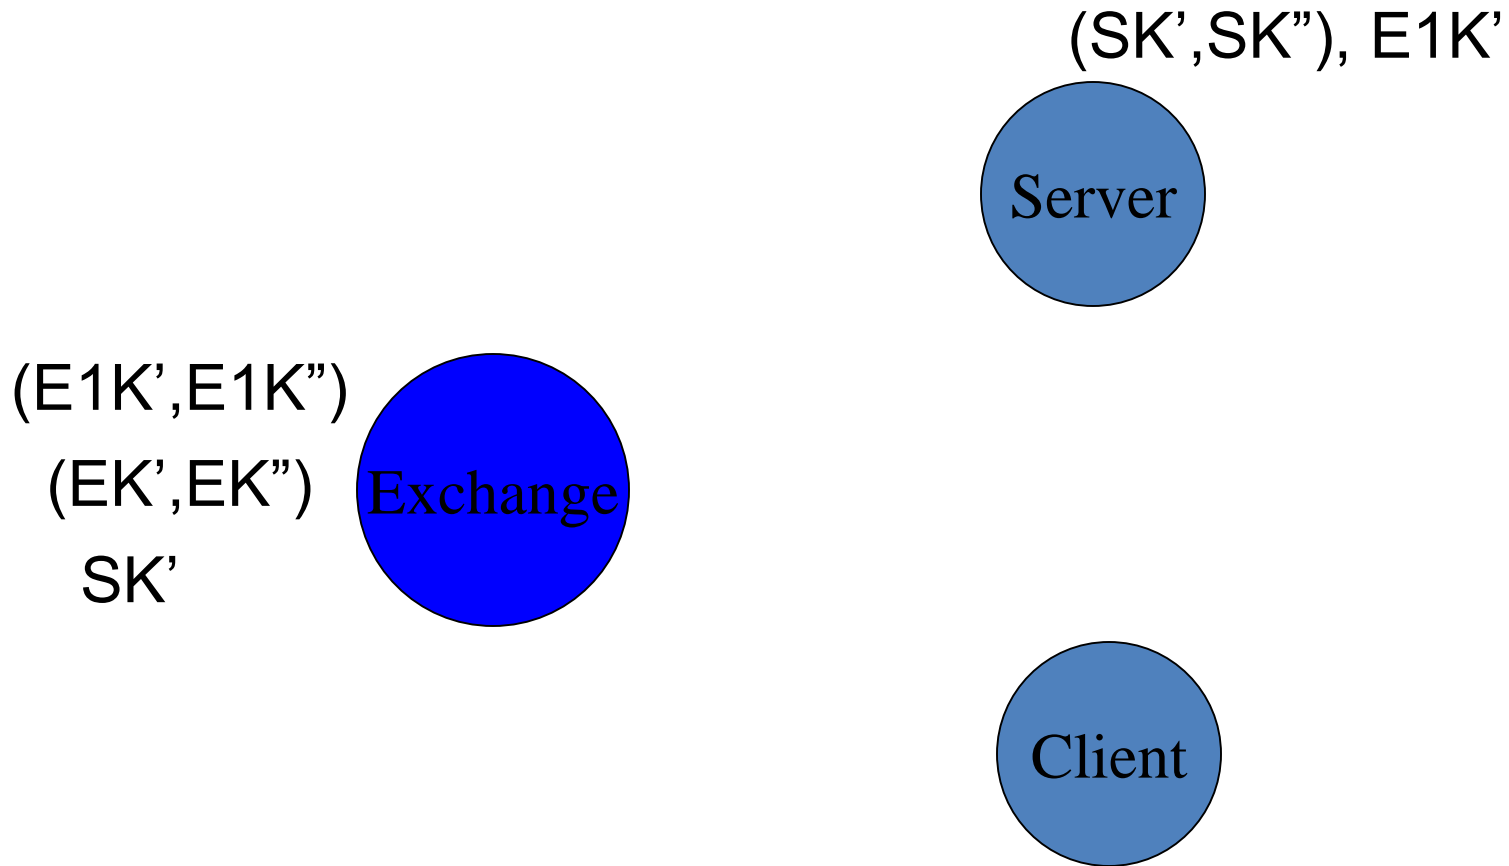 (SK’,SK”), E1K’
Server
(E1K’,E1K”)
(EK’,EK”)
Exchange
SK’
Client